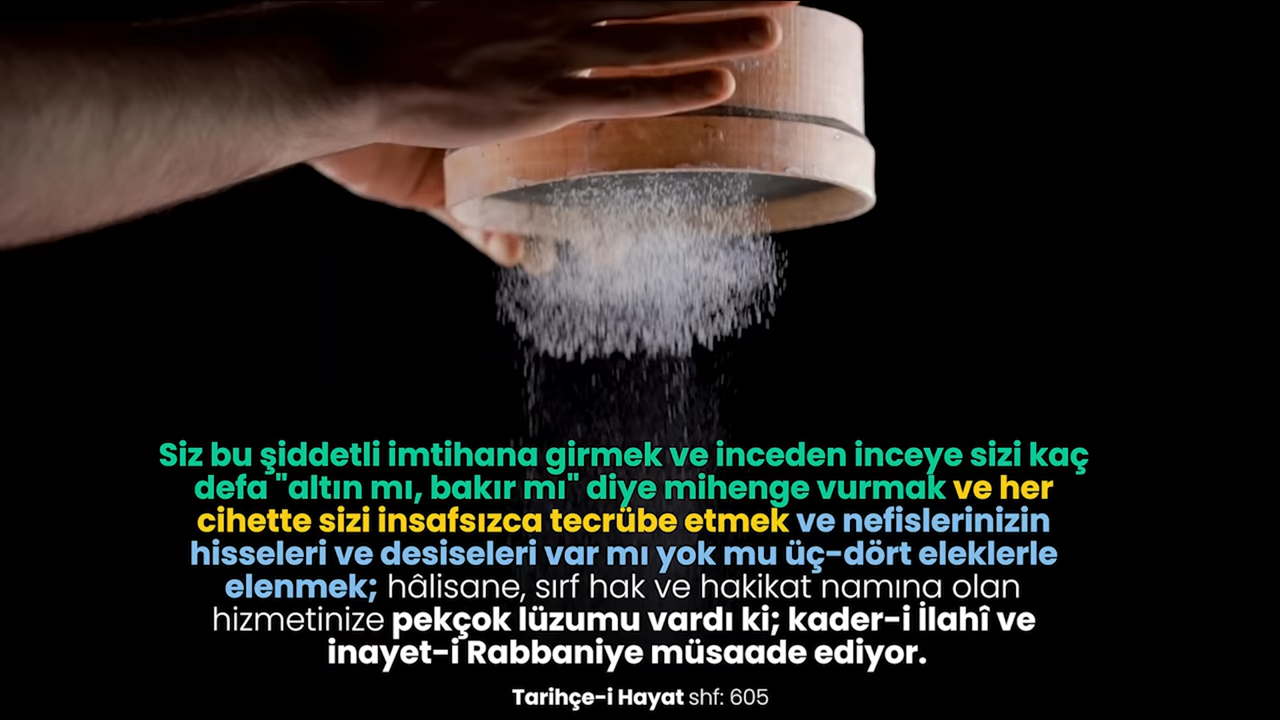 Siz bu şiddetli imtihana girmek ve inceden inceye sizi kaç
defa "altın mı, bakır mı" diye mihenge vurmak ve her
cihette sizi insafsızca tecrübe etmek ve nefislerinizin
hisseleri ve desiseleri var mı yok mu üç-dört eleklerle
elenmek; hâlisane, sırf hak ve hakikat namına olan
hizmetinize pekçok lüzumu vardı ki; kader-i İlahî ve
inayet-i Rabbaniye müsaade ediyor.
Tarihçe-i Hayat shf: 605